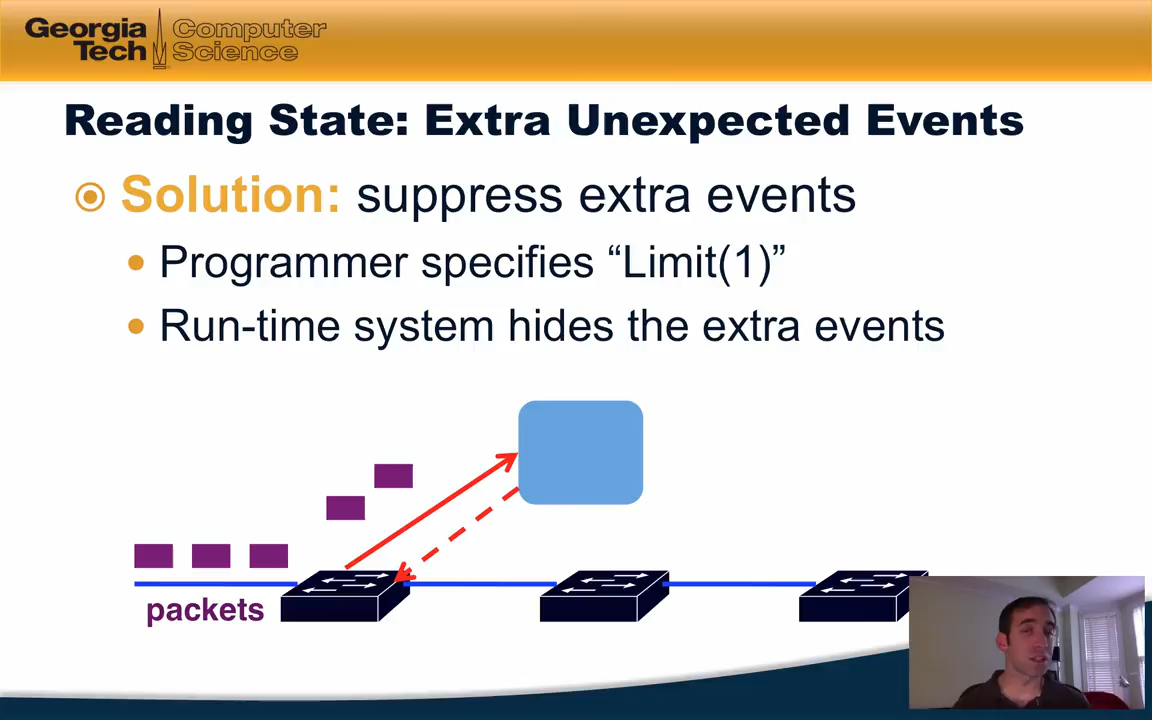 Georgia Tech
Computer Science
Reading State: Extra Unexpected Events
Solution: suppress extra events
Programmer specifies “Limit(1)”
Run-time system hides the extra events
packets